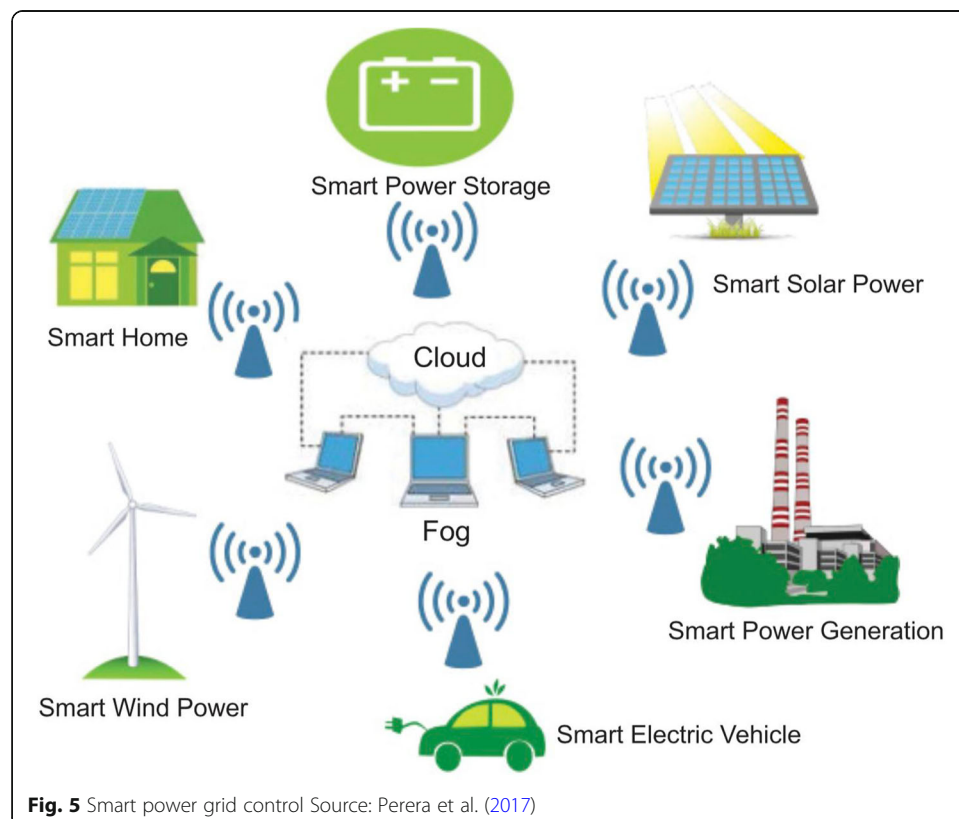 Smart Power Storage
Smart Solar Power
Smart Home
Cloud
Fog
Smart Power Generation
Smart Wind Power
Smart Electric Vehicle
Fig. 5 Smart power grid control Source: Perera et al. (2017)